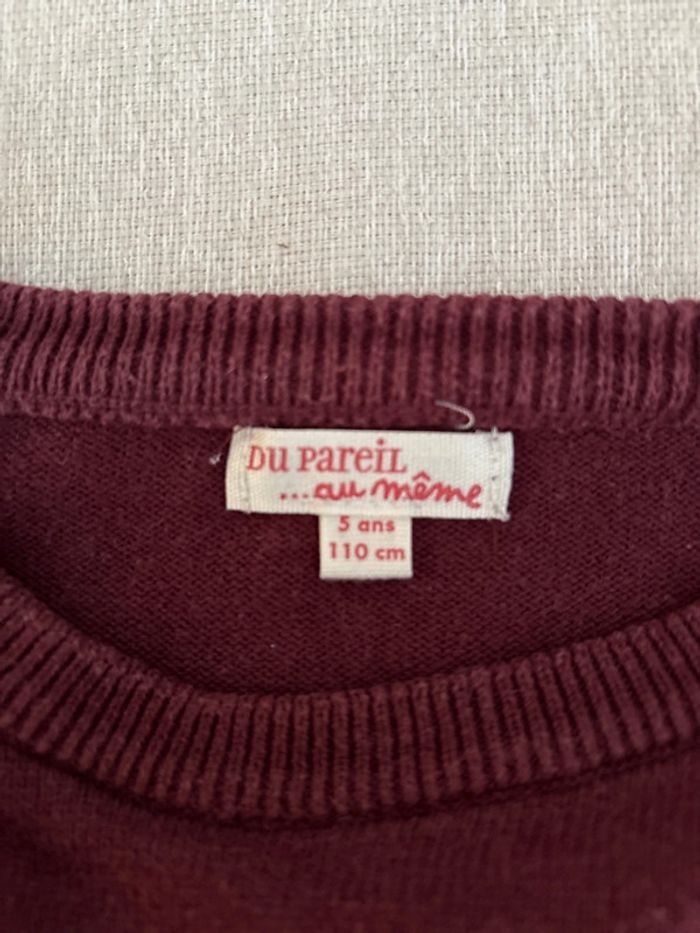 DU PAREIL
...au même
5 ans
110 cm